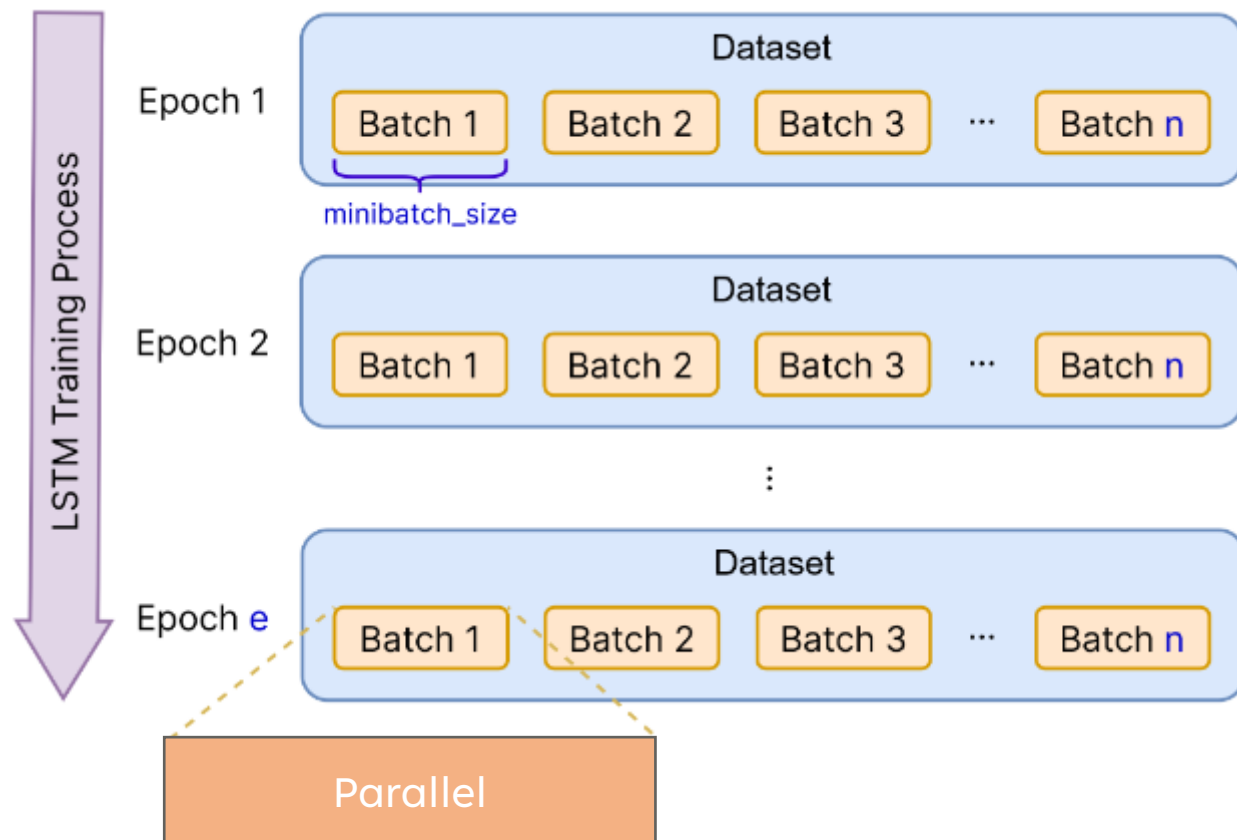 LSTM Training Process
Dataset
Epoch 1
Batch 1 Batch 2 Batch 3 ... Batch n
minibatch_size
Dataset
Epoch 2
Batch 1 Batch 2 Batch 3 ... Batch n
⋮
Dataset
Epoch e
Batch 1 Batch 2 Batch 3 ... Batch n
Parallel